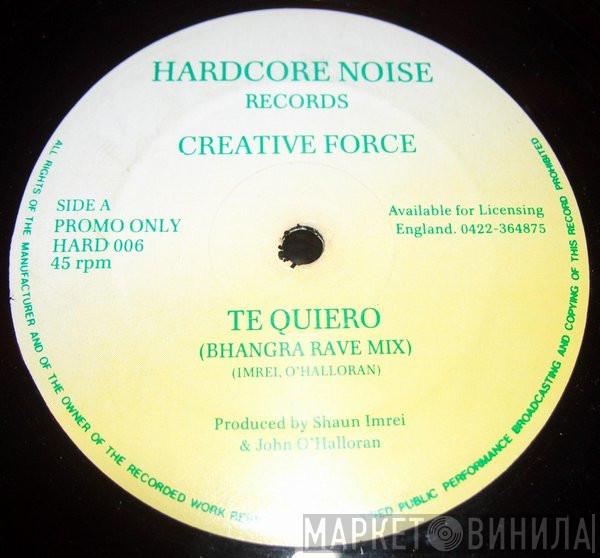 HARDCORE NOISE
RECORDS
CREATIVE FORCE
SIDE A
PROMO ONLY
HARD 006
45 rpm
Available for Licensing
England. 0422-364875
TE QUIERO
(BHANGRA RAVE MIX)
(IMREI, O'HALLORAN)
Produced by Shaun Imrei
& John O'Halloran
ALL RIGHTS OF THE MANUFACTURER AND OF THE OWNER OF THE RECORDED WORK PUBLIC PERFORMANCE BROADCASTING AND COPYING OF THIS RECORD PROHIBITED
МАРКЕТ ВИНИЛА